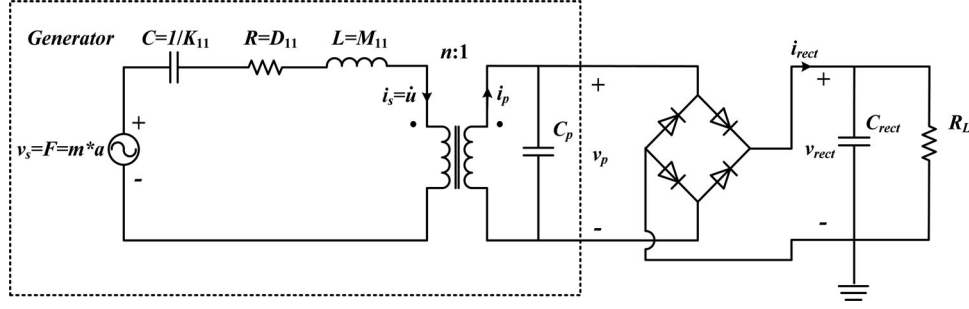 Generator C=1/K11 R=D11 L=M11
n:1
irect
is=u̇
ip
+
+
+
vs=F=m*a
Cp
vp
vrect
Crect
RL
-
-
-